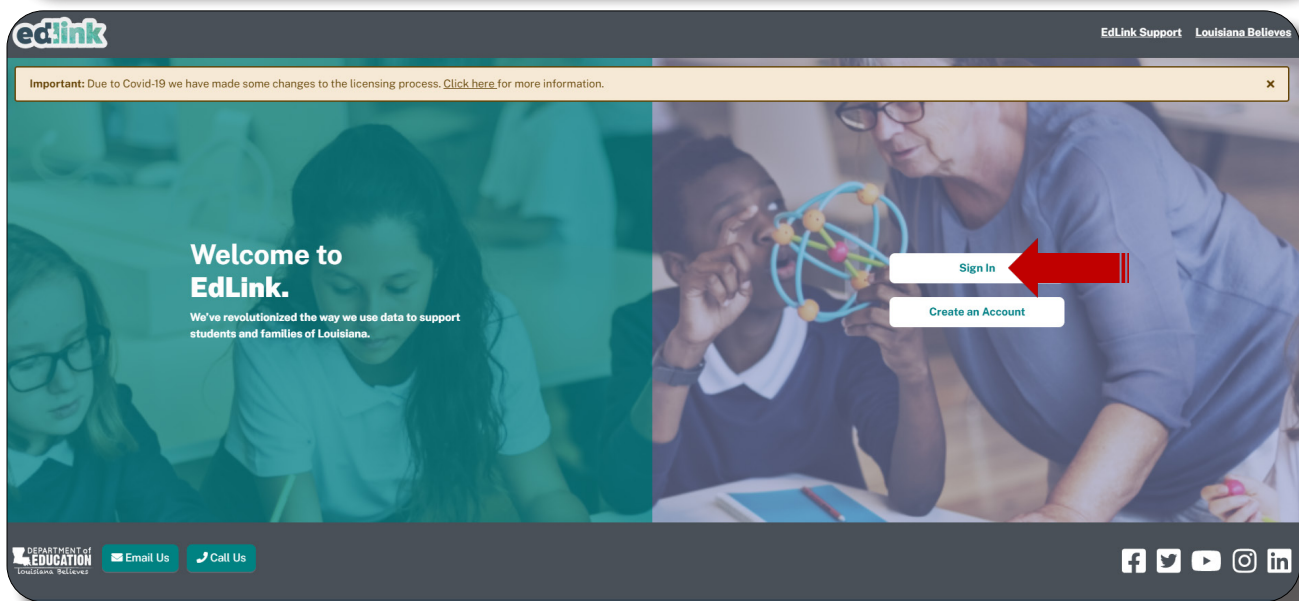 edlink
EdLink Support Louisiana Believes
Important: Due to Covid-19 we have made some changes to the licensing process. Click here for more information. ×
Welcome to
EdLink.
We've revolutionized the way we use data to support
students and families of Louisiana.
Sign In
Create an Account
DEPARTMENT of
EDUCATION
Louisiana Believes
Email Us
Call Us